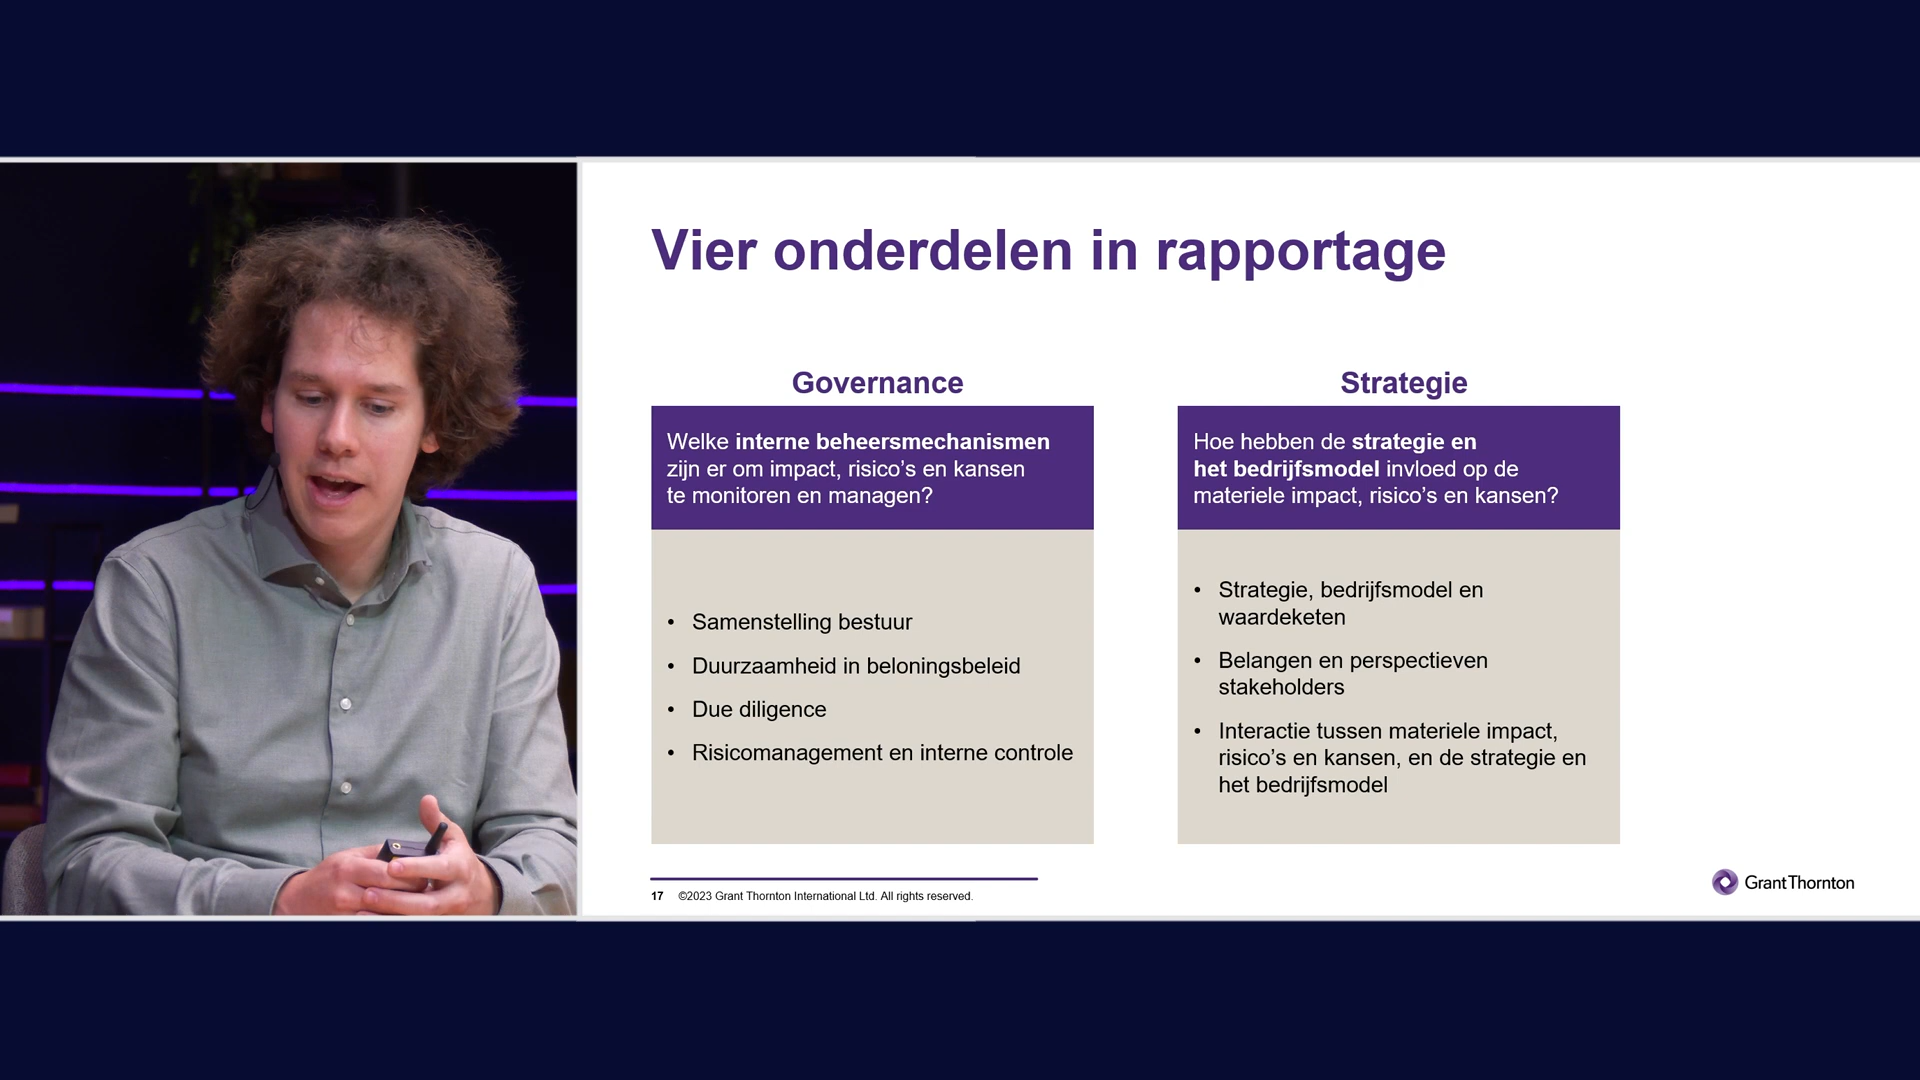 Vier onderdelen in rapportage
Governance
Welke interne beheersmechanismen
zijn er om impact, risico’s en kansen
te monitoren en managen?
• Samenstelling bestuur
• Duurzaamheid in beloningsbeleid
• Due diligence
• Risicomanagement en interne controle
Strategie
Hoe hebben de strategie en
het bedrijfsmodel invloed op de
materiele impact, risico’s en kansen?
• Strategie, bedrijfsmodel en
waardeketen
• Belangen en perspectieven
stakeholders
• Interactie tussen materiele impact,
risico’s en kansen, en de strategie en
het bedrijfsmodel
17 ©2023 Grant Thornton International Ltd. All rights reserved.
GrantThornton